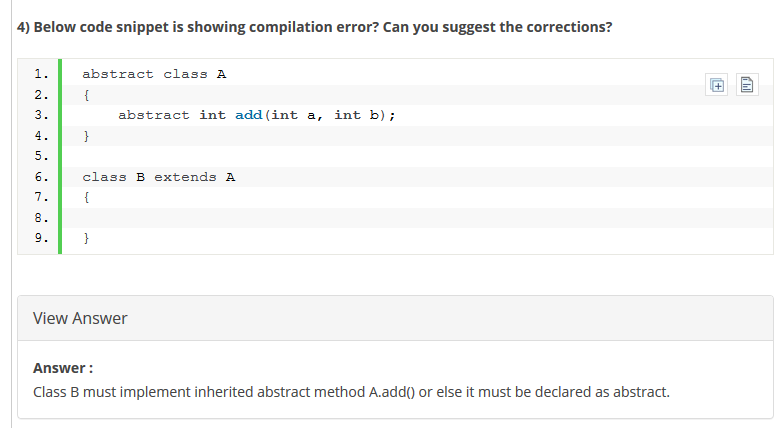 4) Below code snippet is showing compilation error? Can you suggest the corrections?
1. abstract class A
2. {
3. abstract int add(int a, int b);
4. }
5.
6. class B extends A
7. {
8.
9. }
View Answer
Answer :
Class B must implement inherited abstract method A.add() or else it must be declared as abstract.